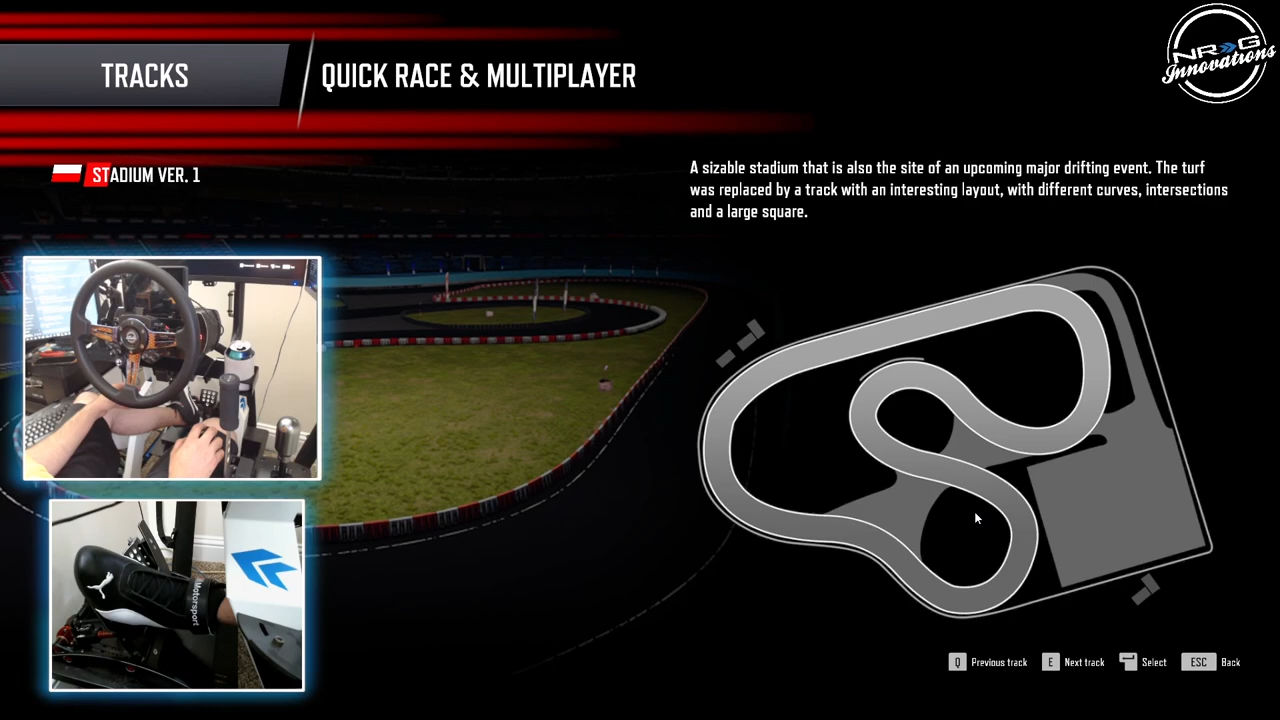 TRACKS
QUICK RACE & MULTIPLAYER
NRG
Innovations
STADIUM VER. 1
A sizable stadium that is also the site of an upcoming major drifting event. The turf
was replaced by a track with an interesting layout, with different curves, intersections
and a large square.
Motorsport
Q Previous track E Next track Select ESC Back